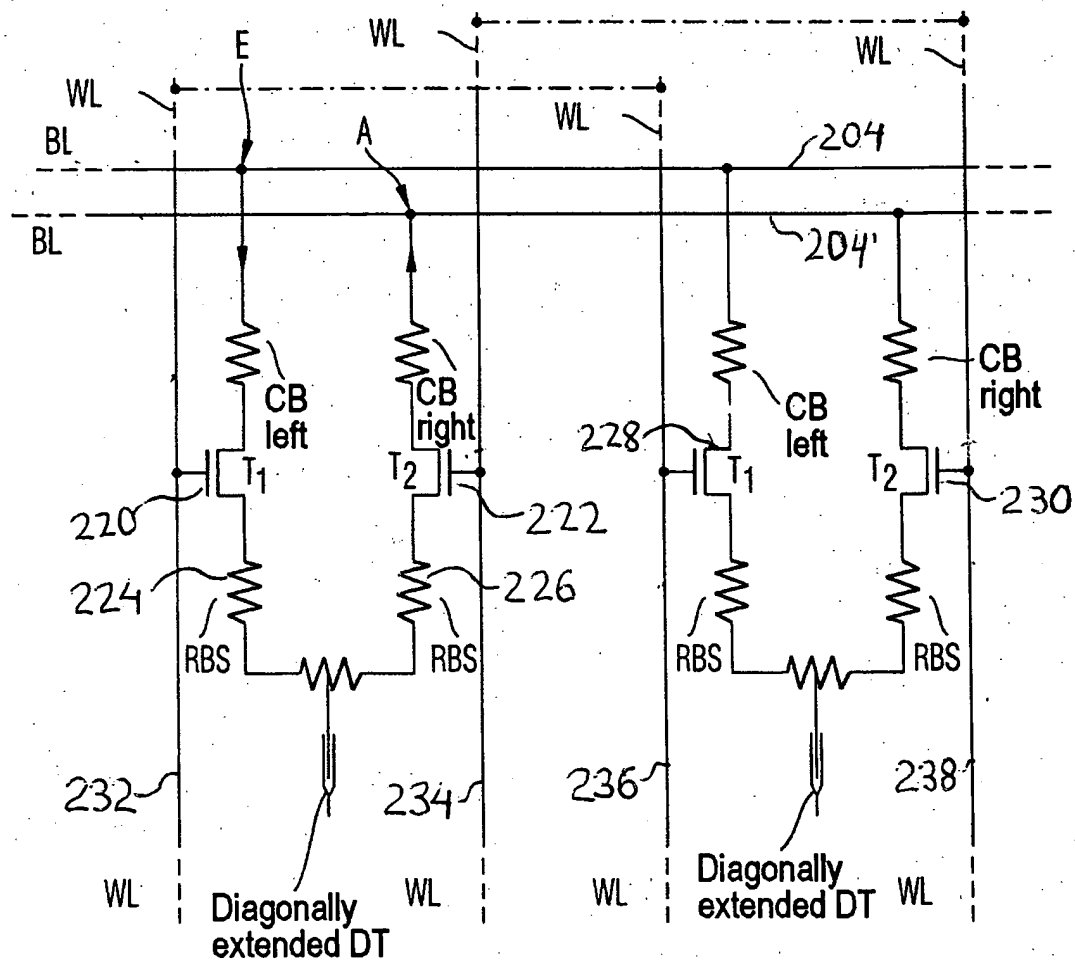 WL
WL
E
WL
WL
BL
A
204
BL
204'
CB
left
CB
right
CB
left
CB
right
T1
T2
228
T1
T2
220
222
230
224
226
RBS
RBS
RBS
RBS
232
234
236
238
WL
Diagonally
extended DT
WL
WL
Diagonally
extended DT
WL